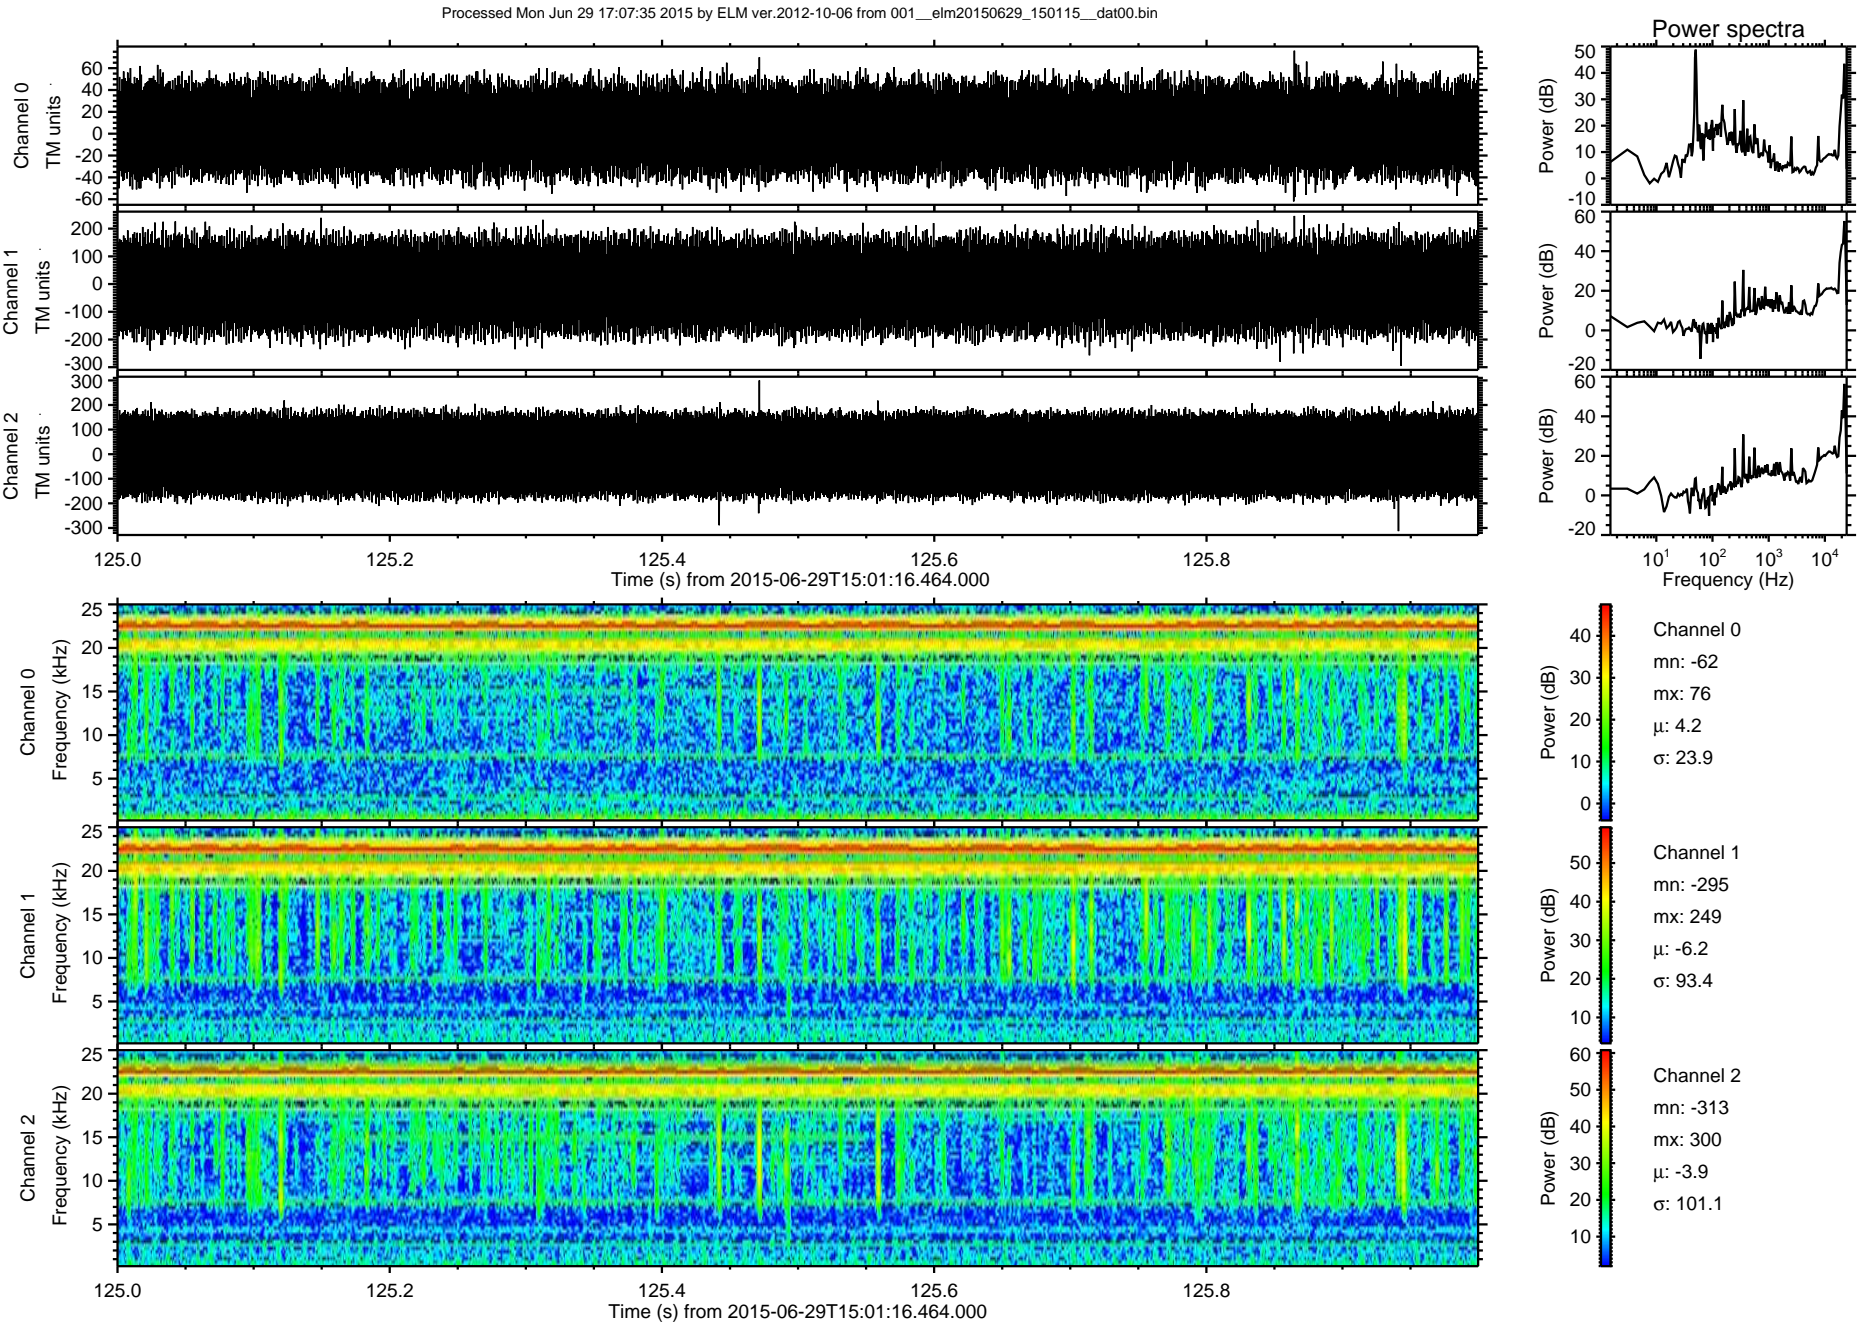 Processed Mon Jun 29 17:07:35 2015 by ELM ver.2012-10-06 from 001__elm20150629_150115__dat00.bin
Power spectra
Channel 0
TM units
60
40
20
0
-20
-40
-60
Power (dB)
50
40
30
20
10
0
-10
Channel 1
TM units
200
100
0
-100
-200
-300
Power (dB)
60
40
20
0
-20
Channel 2
TM units
300
200
100
0
-100
-200
-300
Power (dB)
60
40
20
0
-20
125.0 125.2 125.4 125.6 125.8
Time (s) from 2015-06-29T15:01:16.464.000
10^1 10^2 10^3 10^4
Frequency (Hz)
Channel 0
Frequency (kHz)
25
20
15
10
5
Power (dB)
40
30
20
10
0
Channel 0
mn: -62
mx: 76
μ: 4.2
σ: 23.9
Channel 1
Frequency (kHz)
25
20
15
10
5
Power (dB)
50
40
30
20
10
Channel 1
mn: -295
mx: 249
μ: -6.2
σ: 93.4
Channel 2
Frequency (kHz)
25
20
15
10
5
Power (dB)
60
50
40
30
20
10
Channel 2
mn: -313
mx: 300
μ: -3.9
σ: 101.1
125.0 125.2 125.4 125.6 125.8
Time (s) from 2015-06-29T15:01:16.464.000